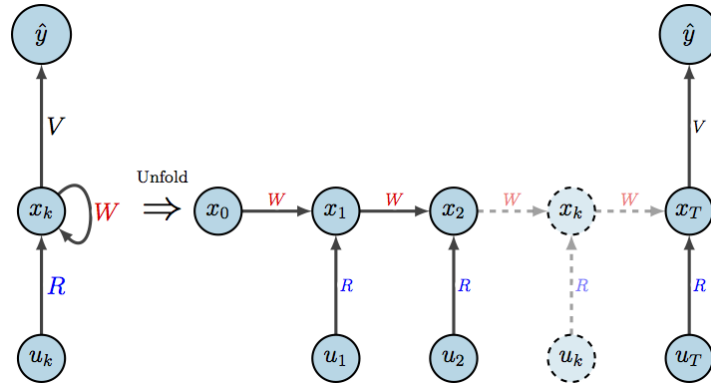 ŷ ŷ
V V
Unfold
x_k W ⇒ x_0 W x_1 W x_2 W x_k W x_T
R R R R R
u_k u_1 u_2 u_k u_T